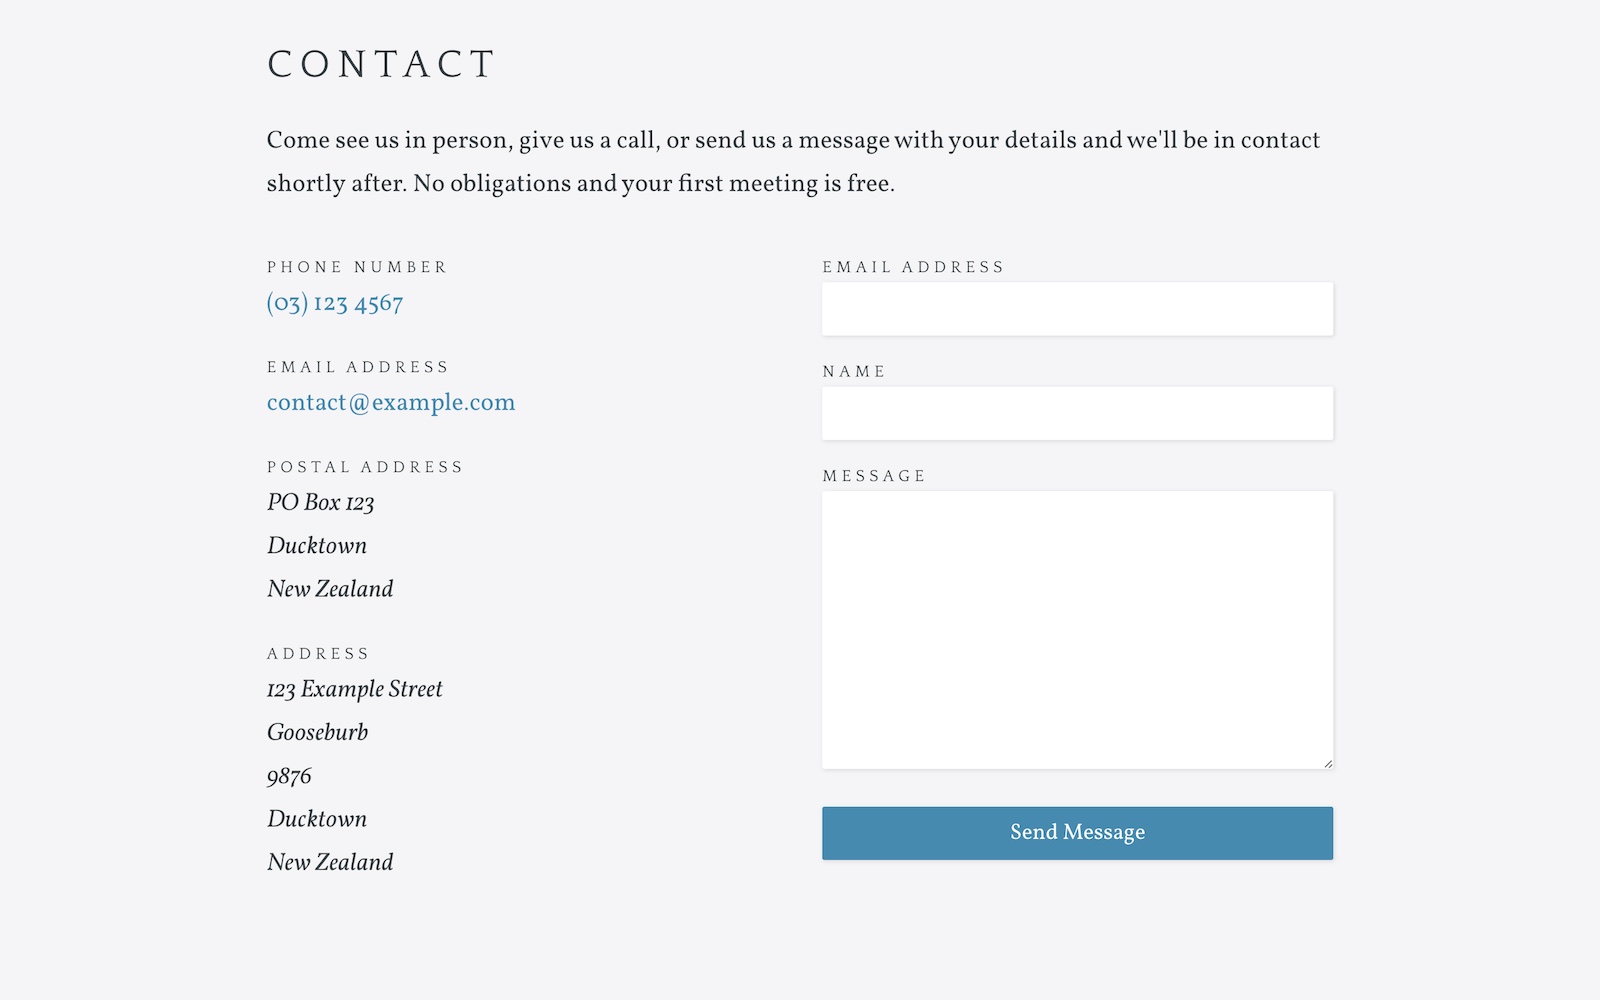 CONTACT
Come see us in person, give us a call, or send us a message with your details and we'll be in contact
shortly after. No obligations and your first meeting is free.
PHONE NUMBER
(03) 123 4567
EMAIL ADDRESS
contact@example.com
POSTAL ADDRESS
PO Box 123
Ducktown
New Zealand
ADDRESS
123 Example Street
Gooseburb
9876
Ducktown
New Zealand
EMAIL ADDRESS
NAME
MESSAGE
Send Message